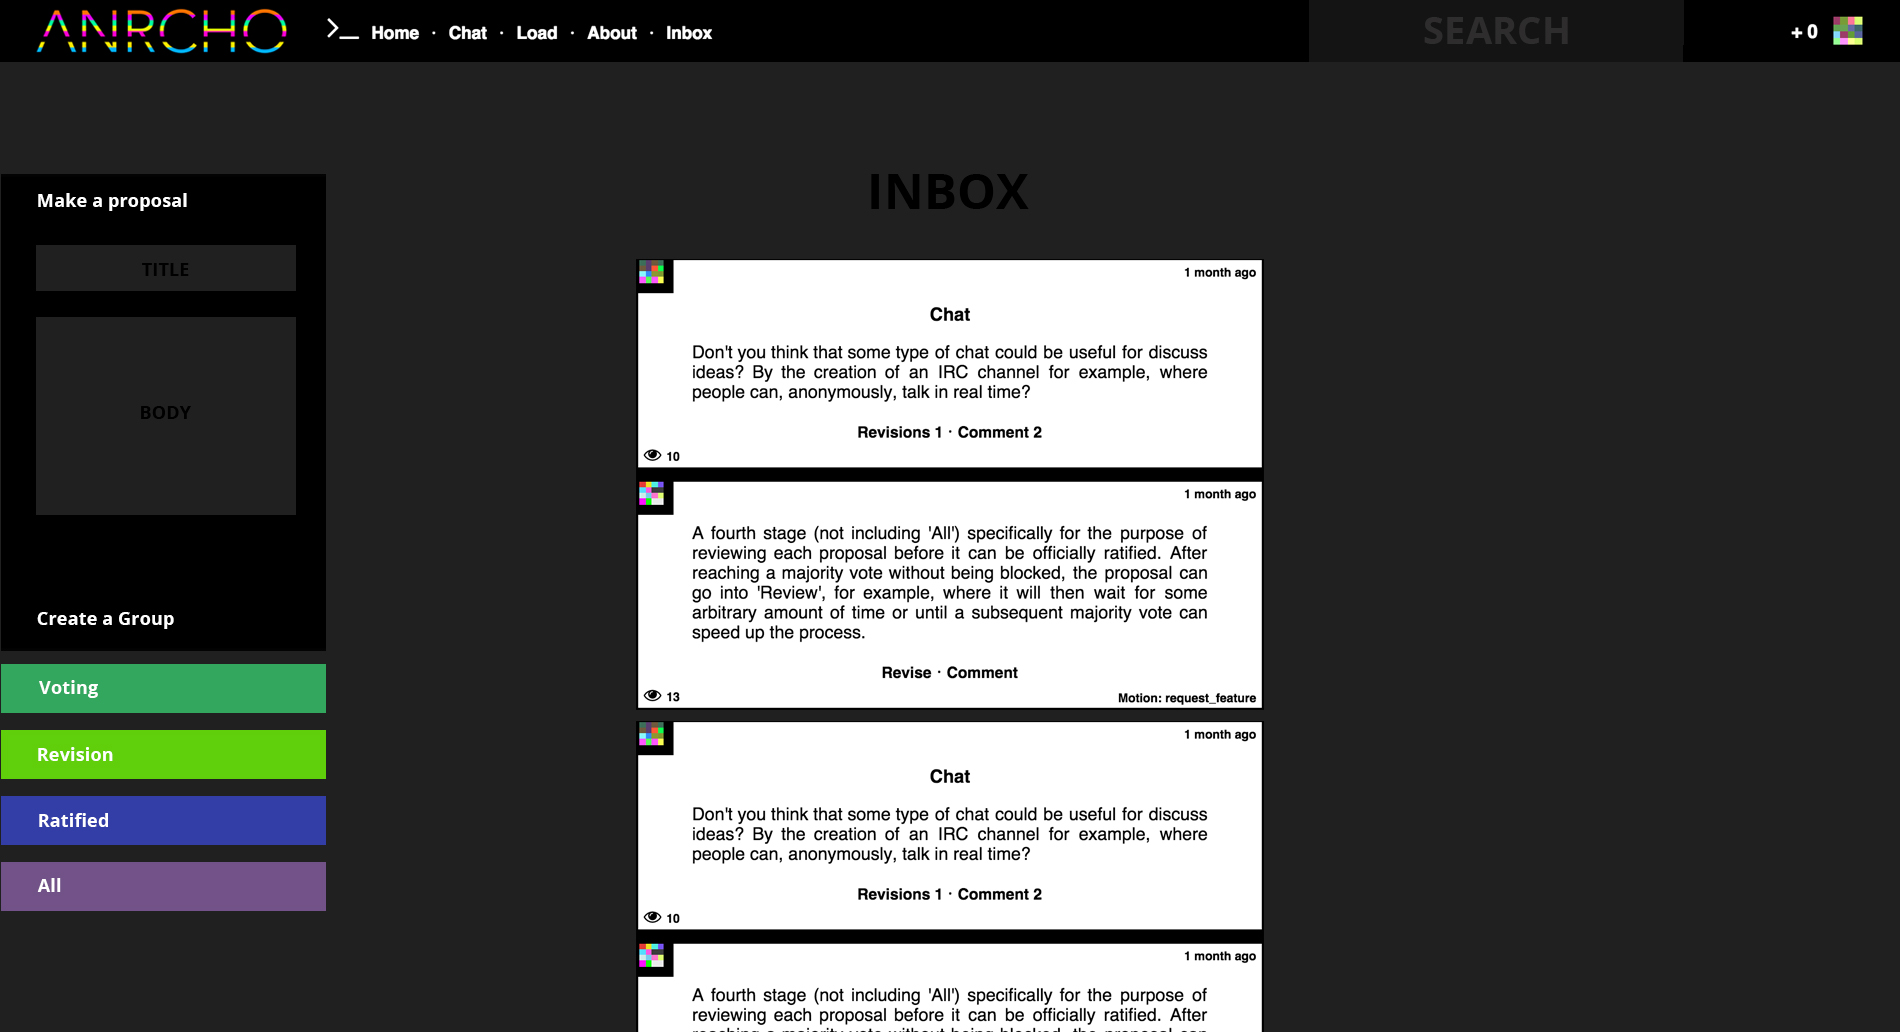 ANRCHO
Home · Chat · Load · About · Inbox
SEARCH
+ 0
Make a proposal
TITLE
BODY
Create a Group
Voting
Revision
Ratified
All
INBOX
1 month ago
Chat
Don't you think that some type of chat could be useful for discuss
ideas? By the creation of an IRC channel for example, where
people can, anonymously, talk in real time?
Revisions 1 · Comment 2
10
1 month ago
A fourth stage (not including 'All') specifically for the purpose of
reviewing each proposal before it can be officially ratified. After
reaching a majority vote without being blocked, the proposal can
go into 'Review', for example, where it will then wait for some
arbitrary amount of time or until a subsequent majority vote can
speed up the process.
Revise · Comment
13
Motion: request_feature
1 month ago
Chat
Don't you think that some type of chat could be useful for discuss
ideas? By the creation of an IRC channel for example, where
people can, anonymously, talk in real time?
Revisions 1 · Comment 2
10
1 month ago
A fourth stage (not including 'All') specifically for the purpose of
reviewing each proposal before it can be officially ratified. After
reaching a majority vote without being blocked, the proposal can